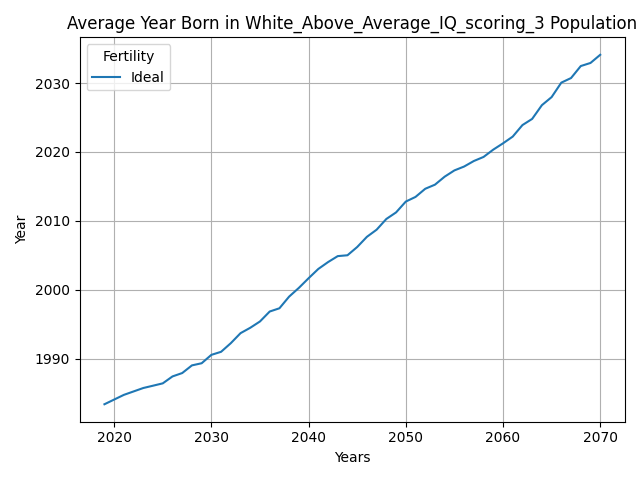 Average Year Born in White_Above_Average_IQ_scoring_3 Population
Fertility
Ideal
2030
2020
2010
2000
1990
Year
2020 2030 2040 2050 2060 2070
Years